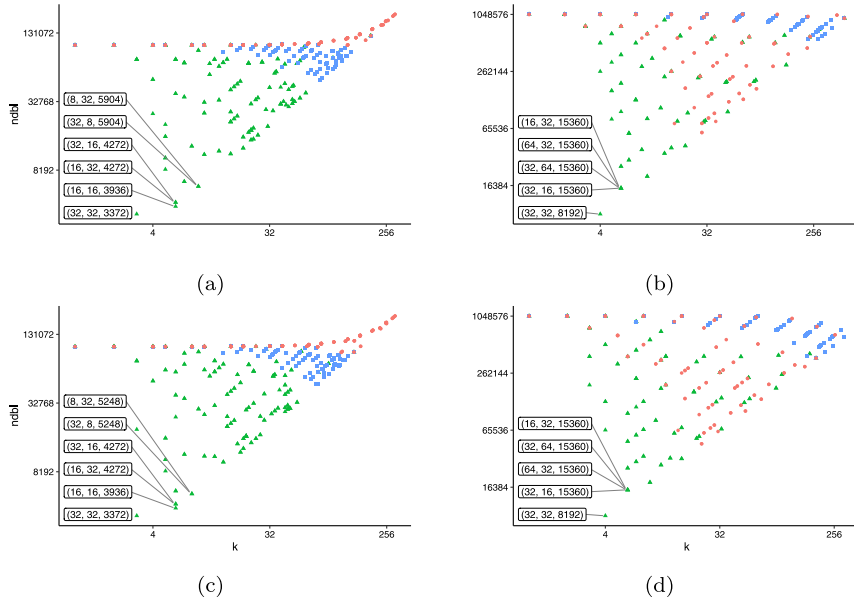 131072
32768
8192
ndbl
(8, 32, 5904)
(32, 8, 5904)
(32, 16, 4272)
(16, 32, 4272)
(16, 16, 3936)
(32, 32, 3372)
4
32
256
(a)
1048576
262144
65536
16384
(16, 32, 15360)
(64, 32, 15360)
(32, 64, 15360)
(32, 16, 15360)
(32, 32, 8192)
4
32
256
(b)
131072
32768
8192
ndbl
(8, 32, 5248)
(32, 8, 5248)
(32, 16, 4272)
(16, 32, 4272)
(16, 16, 3936)
(32, 32, 3372)
4
32
256
k
(c)
1048576
262144
65536
16384
(16, 32, 15360)
(32, 64, 15360)
(64, 32, 15360)
(32, 16, 15360)
(32, 32, 8192)
4
32
256
k
(d)